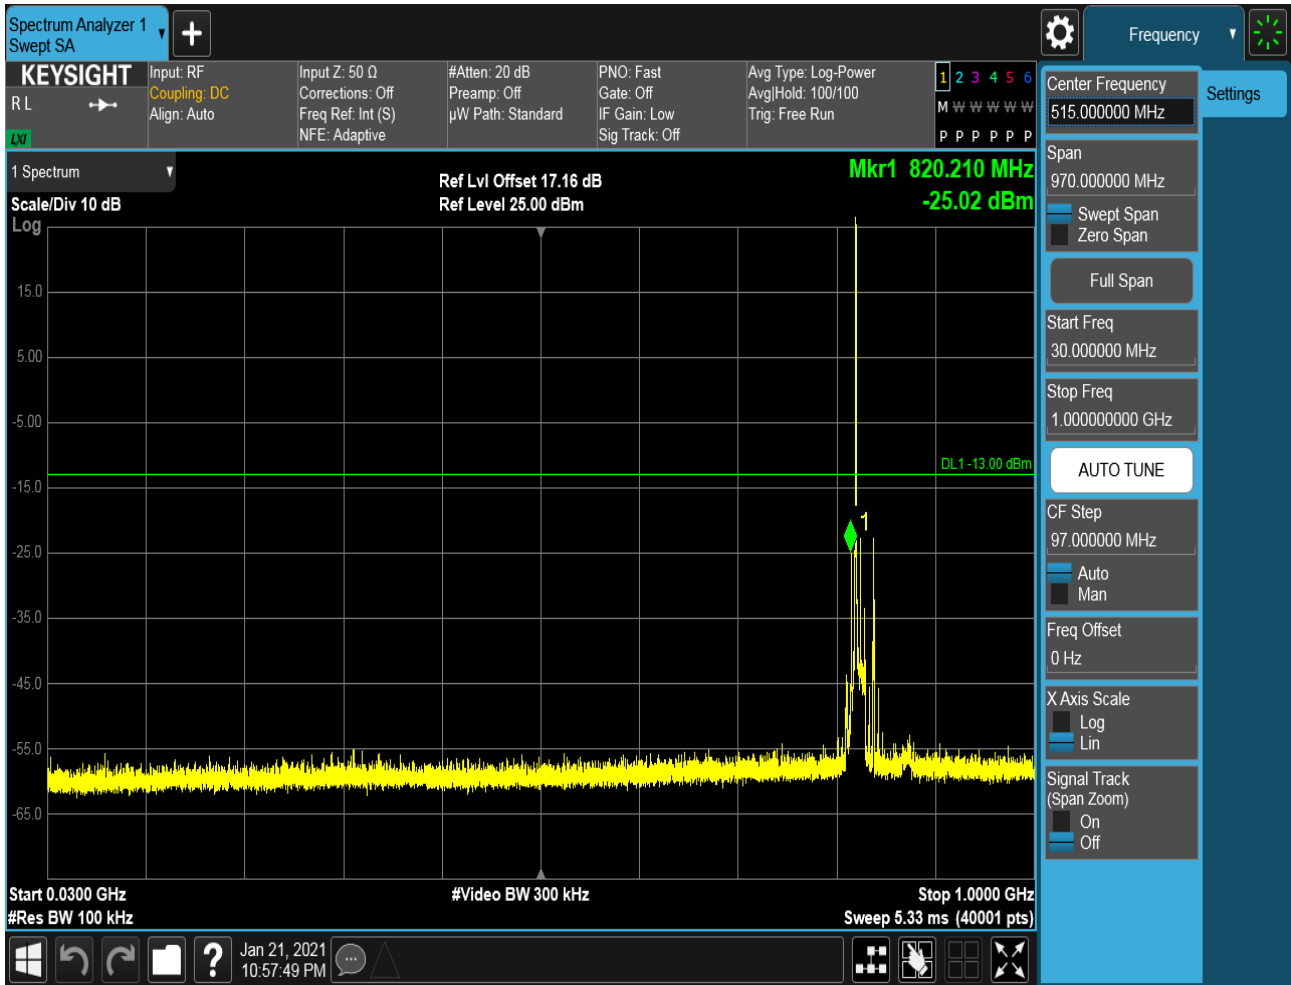 Spectrum Analyzer 1
Swept SA
Frequency
KEYSIGHT
R L
LXI
Input: RF
Coupling: DC
Align: Auto
Input Z: 50 Ω
Corrections: Off
Freq Ref: Int (S)
NFE: Adaptive
#Atten: 20 dB
Preamp: Off
µW Path: Standard
PNO: Fast
Gate: Off
IF Gain: Low
Sig Track: Off
Avg Type: Log-Power
Avg|Hold: 100/100
Trig: Free Run
1 2 3 4 5 6
M W W W W W
P P P P P P
1 Spectrum
Scale/Div 10 dB
Log
Ref Lvl Offset 17.16 dB
Ref Level 25.00 dBm
Mkr1 820.210 MHz
-25.02 dBm
15.0
5.00
-5.00
DL1 -13.00 dBm
-15.0
1
-25.0
-35.0
-45.0
-55.0
-65.0
Start 0.0300 GHz
#Res BW 100 kHz
#Video BW 300 kHz
Stop 1.0000 GHz
Sweep 5.33 ms (40001 pts)
Center Frequency
515.000000 MHz
Settings
Span
970.000000 MHz
Swept Span
Zero Span
Full Span
Start Freq
30.000000 MHz
Stop Freq
1.000000000 GHz
AUTO TUNE
CF Step
97.000000 MHz
Auto
Man
Freq Offset
0 Hz
X Axis Scale
Log
Lin
Signal Track
(Span Zoom)
On
Off
?
Jan 21, 2021
10:57:49 PM